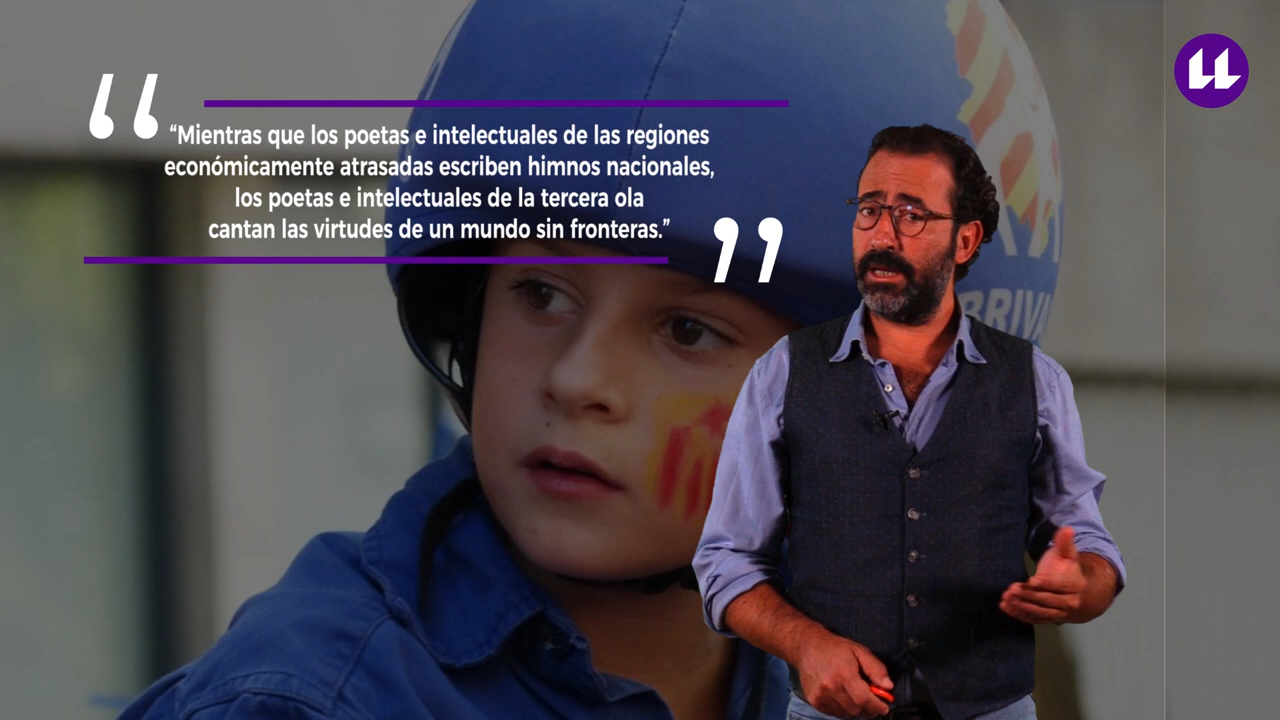 “Mientras que los poetas e intelectuales de las regiones
económicamente atrasadas escriben himnos nacionales,
los poetas e intelectuales de la tercera ola
cantan las virtudes de un mundo sin fronteras.”